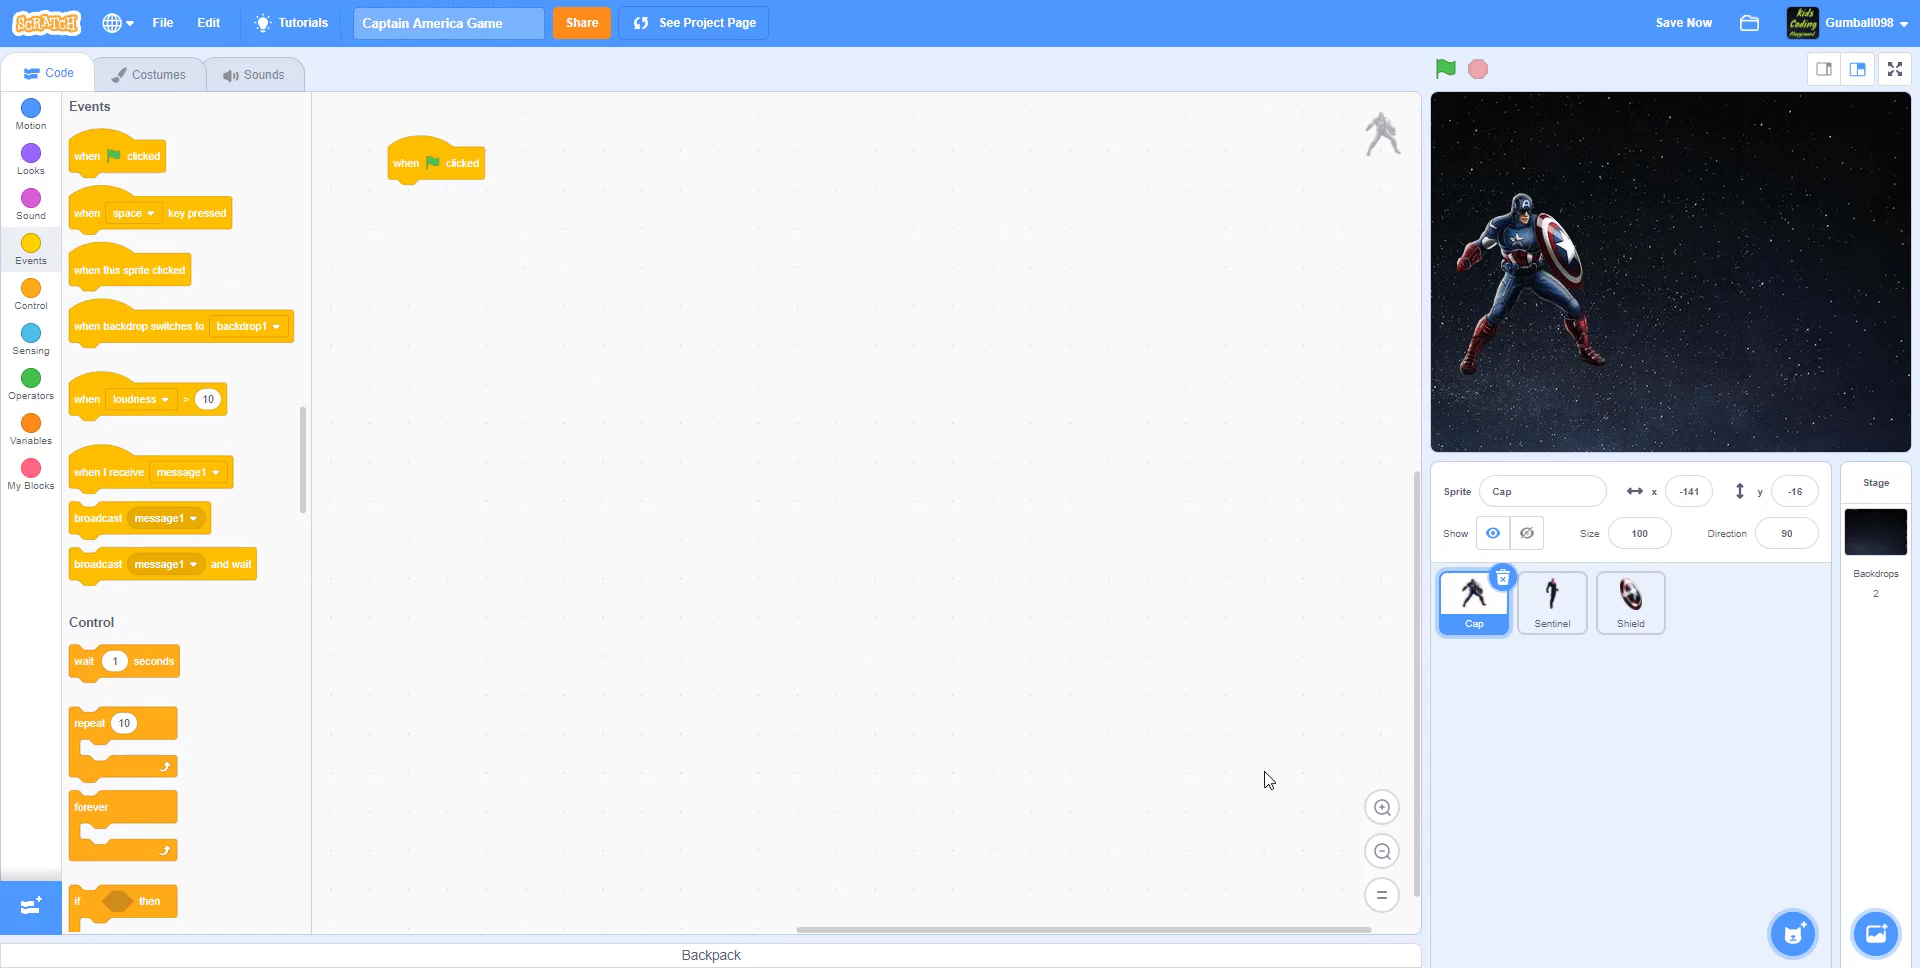 SCRATCH File Edit Tutorials Captain America Game Share See Project Page Save Now Kids Coding Playground Gumball098
Code Costumes Sounds
Motion
Looks
Sound
Events
Control
Sensing
Operators
Variables
My Blocks
Events
when clicked
when space key pressed
when this sprite clicked
when backdrop switches to backdrop1
when loudness > 10
when I receive message1
broadcast message1
broadcast message1 and wait
Control
wait 1 seconds
repeat 10
forever
if then
when clicked
Backpack
Sprite Cap x -141 y -16
Show Size 100 Direction 90
Cap Sentinel Shield
Stage
Backdrops
2